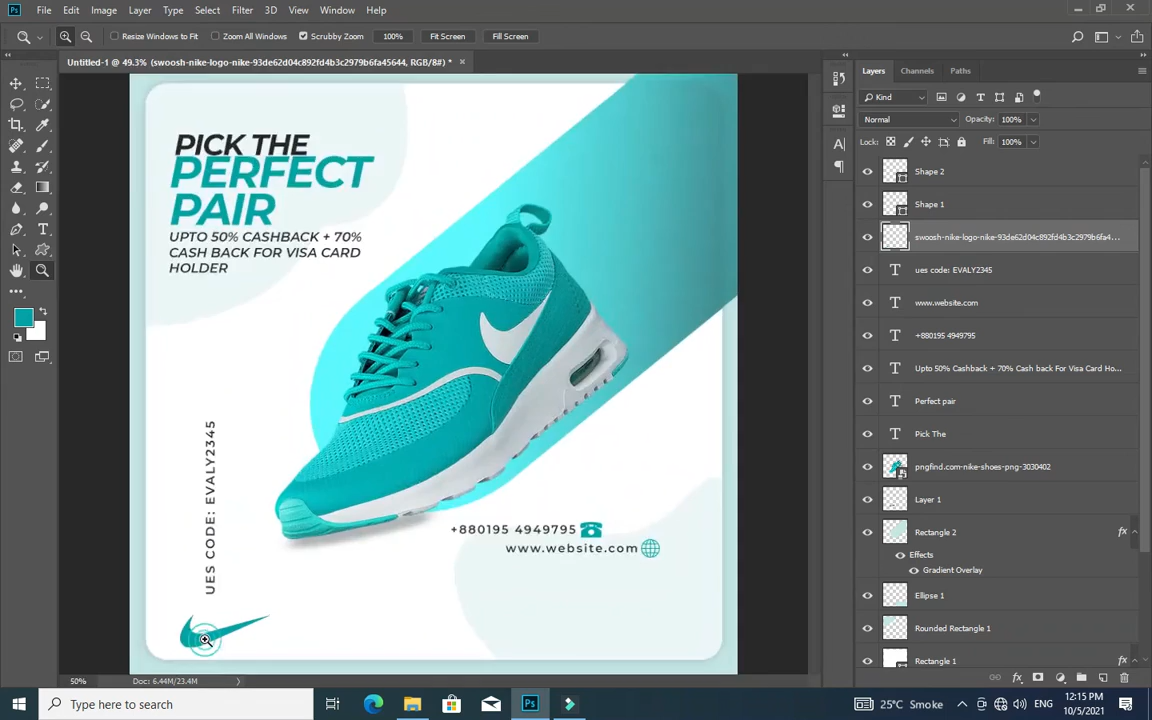 File Edit Image Layer Type Select Filter 3D View Window Help
Resize Windows to Fit Zoom All Windows Scrubby Zoom 100% Fit Screen Fill Screen
Untitled-1 @ 49.3% (swoosh-nike-logo-nike-93de62d04c892fd4b3c2979b6fa45644, RGB/8#) *
PICK THE
PERFECT
PAIR
UPTO 50% CASHBACK + 70%
CASH BACK FOR VISA CARD
HOLDER
UES CODE: EVALY2345
+880195 4949795
www.website.com
Layers Channels Paths
Kind
Normal Opacity: 100%
Lock: Fill: 100%
Shape 2
Shape 1
swoosh-nike-logo-nike-93de62d04c892fd4b3c2979b6fa4...
ues code: EVALY2345
www.website.com
+880195 4949795
Upto 50% Cashback + 70% Cash back For Visa Card Ho...
Perfect pair
Pick The
pngfind.com-nike-shoes-png-3030402
Layer 1
Rectangle 2 fx
Effects
Gradient Overlay
Ellipse 1
Rounded Rectangle 1
Rectangle 1 fx
50% Doc: 6.44M/23.4M
Type here to search
25°C Smoke
ENG
12:15 PM
10/5/2021